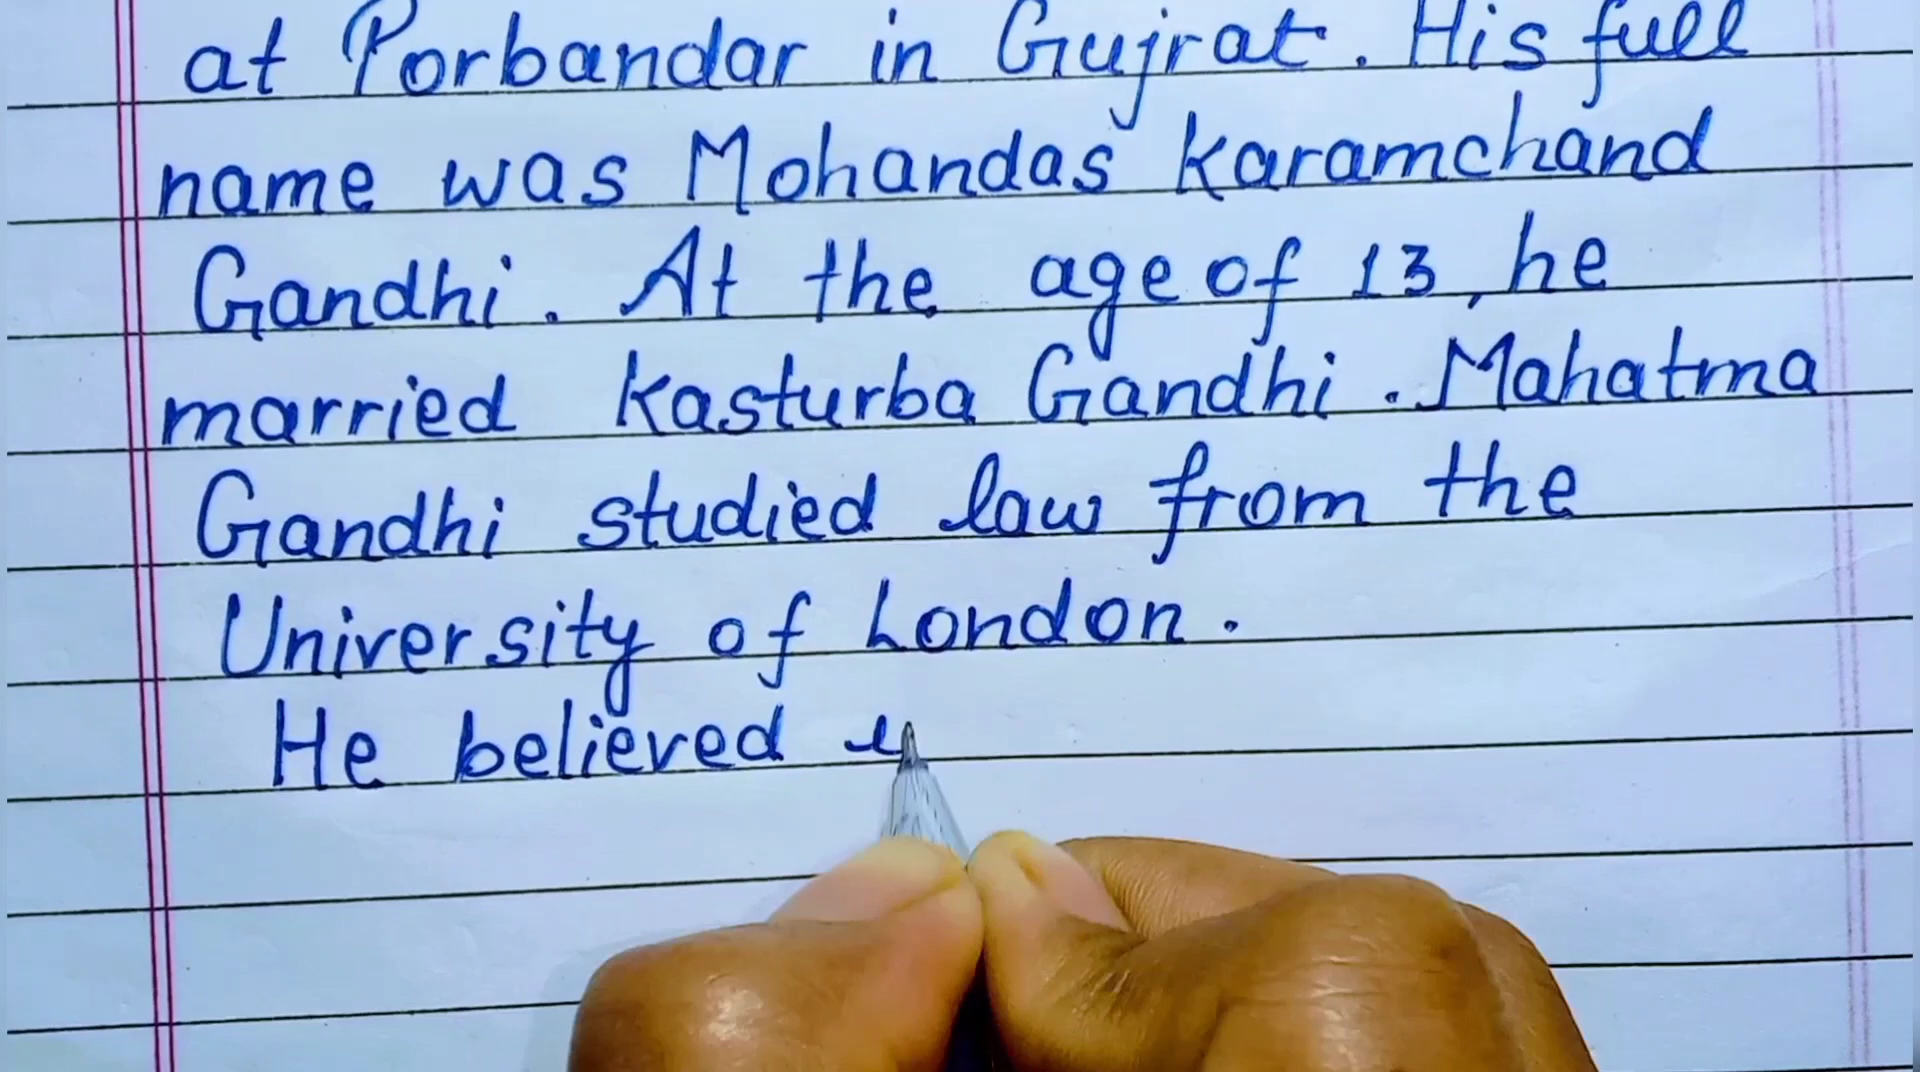 at Porbandar in Gujrat. His full
name was Mohandas Karamchand
Gandhi. At the age of 13, he
married Kasturba Gandhi. Mahatma
Gandhi studied law from the
University of London.
He believed